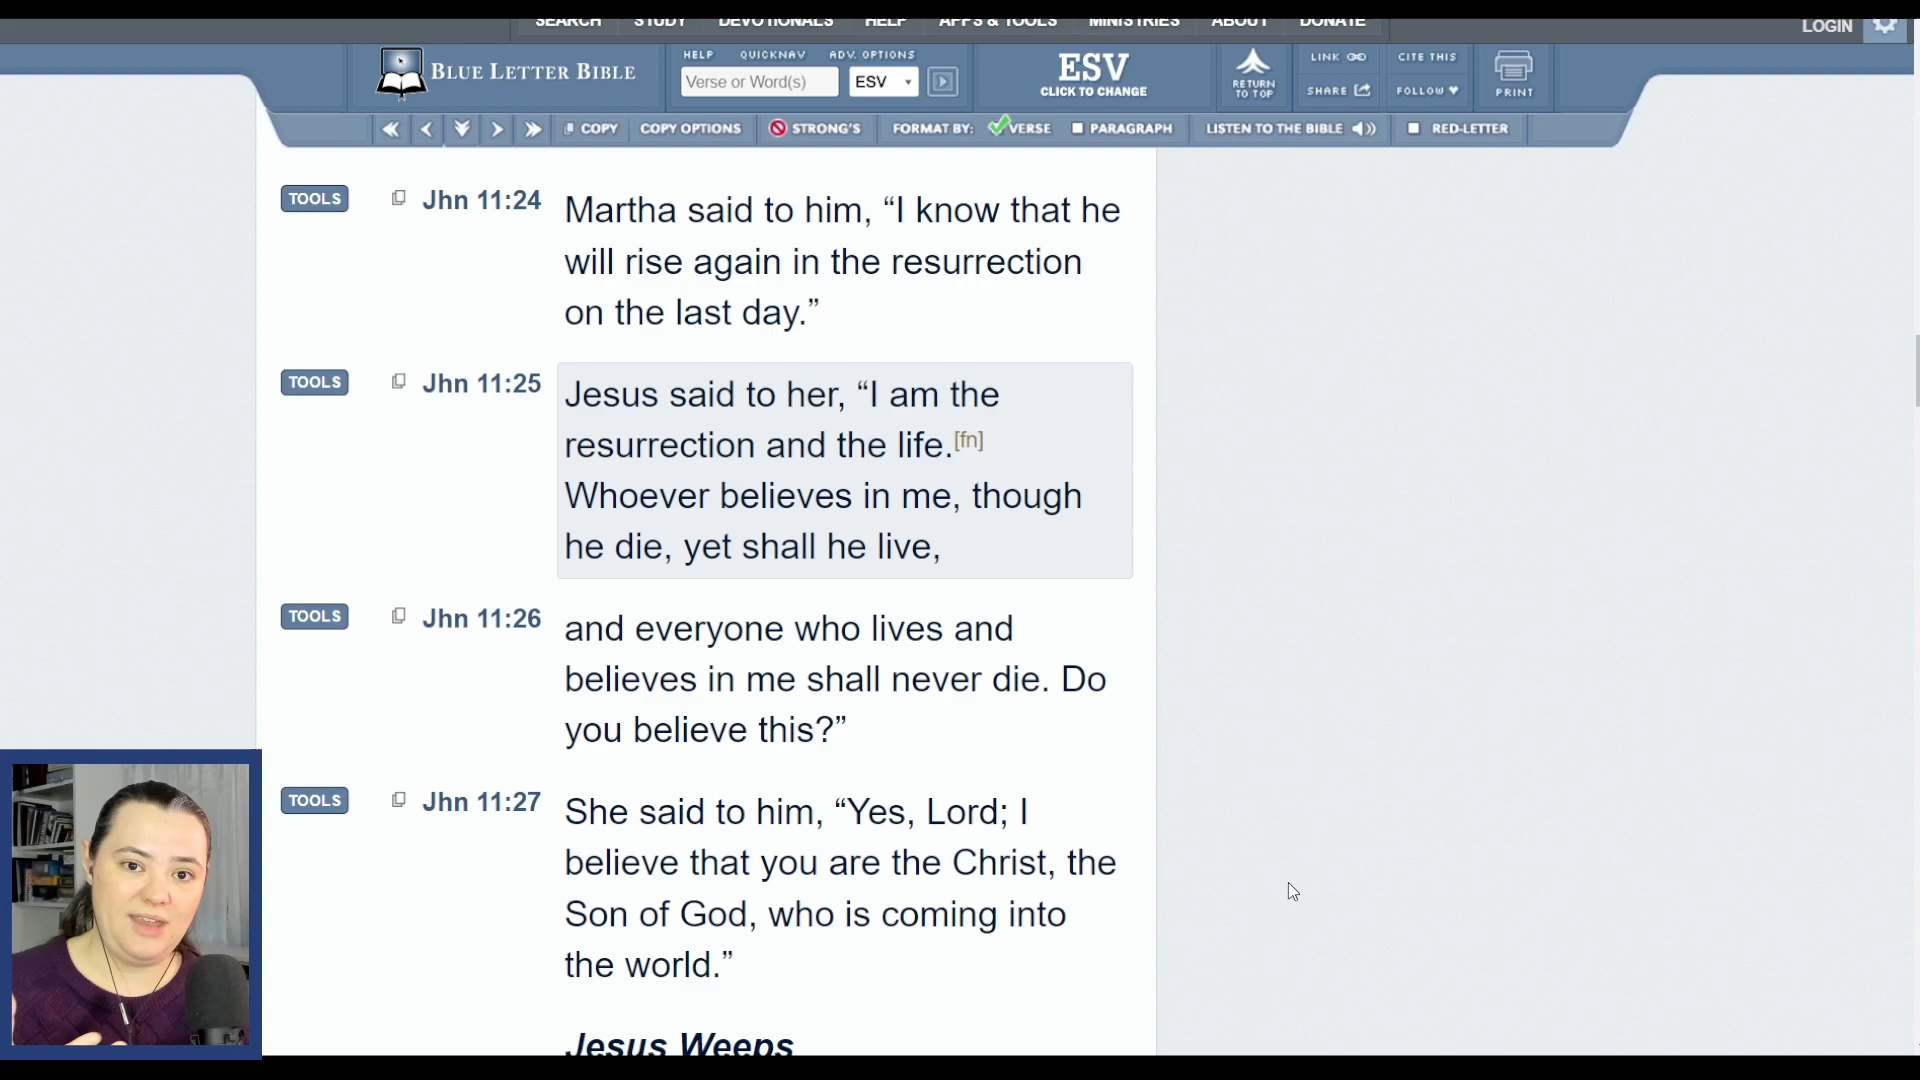 SEARCH STUDY DEVOTIONALS HELP APPS & TOOLS MINISTRIES ABOUT DONATE
LOGIN
BLUE LETTER BIBLE
HELP QUICKNAV ADV. OPTIONS
Verse or Word(s) ESV
ESV
CLICK TO CHANGE
RETURN
TO TOP
LINK CITE THIS
SHARE FOLLOW
PRINT
COPY COPY OPTIONS STRONG'S FORMAT BY: VERSE PARAGRAPH LISTEN TO THE BIBLE RED-LETTER
TOOLS Jhn 11:24 Martha said to him, “I know that he
will rise again in the resurrection
on the last day.”
TOOLS Jhn 11:25 Jesus said to her, “I am the
resurrection and the life.[fn]
Whoever believes in me, though
he die, yet shall he live,
TOOLS Jhn 11:26 and everyone who lives and
believes in me shall never die. Do
you believe this?”
TOOLS Jhn 11:27 She said to him, “Yes, Lord; I
believe that you are the Christ, the
Son of God, who is coming into
the world.”
Jesus Weeps